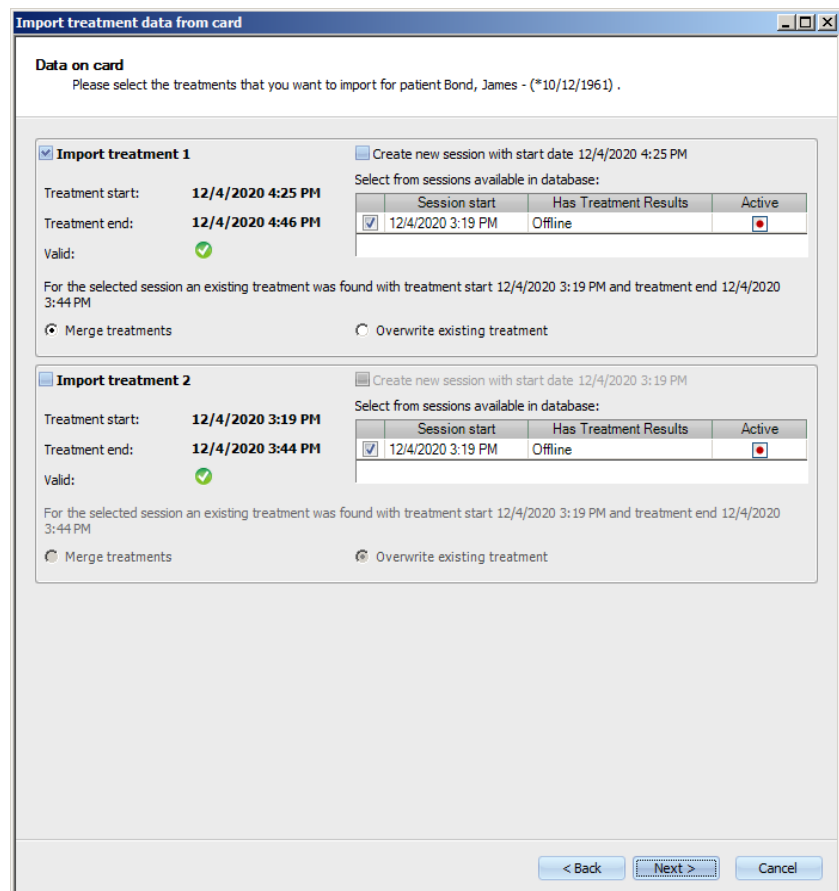 Import treatment data from card
Data on card
Please select the treatments that you want to import for patient Bond, James - (*10/12/1961) .
Import treatment 1
Create new session with start date 12/4/2020 4:25 PM
Treatment start: 12/4/2020 4:25 PM
Select from sessions available in database:
Session start Has Treatment Results Active
Treatment end: 12/4/2020 4:46 PM
12/4/2020 3:19 PM Offline
Valid:
For the selected session an existing treatment was found with treatment start 12/4/2020 3:19 PM and treatment end 12/4/2020
3:44 PM
Merge treatments
Overwrite existing treatment
Import treatment 2
Create new session with start date 12/4/2020 3:19 PM
Treatment start: 12/4/2020 3:19 PM
Select from sessions available in database:
Session start Has Treatment Results Active
Treatment end: 12/4/2020 3:44 PM
12/4/2020 3:19 PM Offline
Valid:
For the selected session an existing treatment was found with treatment start 12/4/2020 3:19 PM and treatment end 12/4/2020
3:44 PM
Merge treatments
Overwrite existing treatment
< Back Next > Cancel